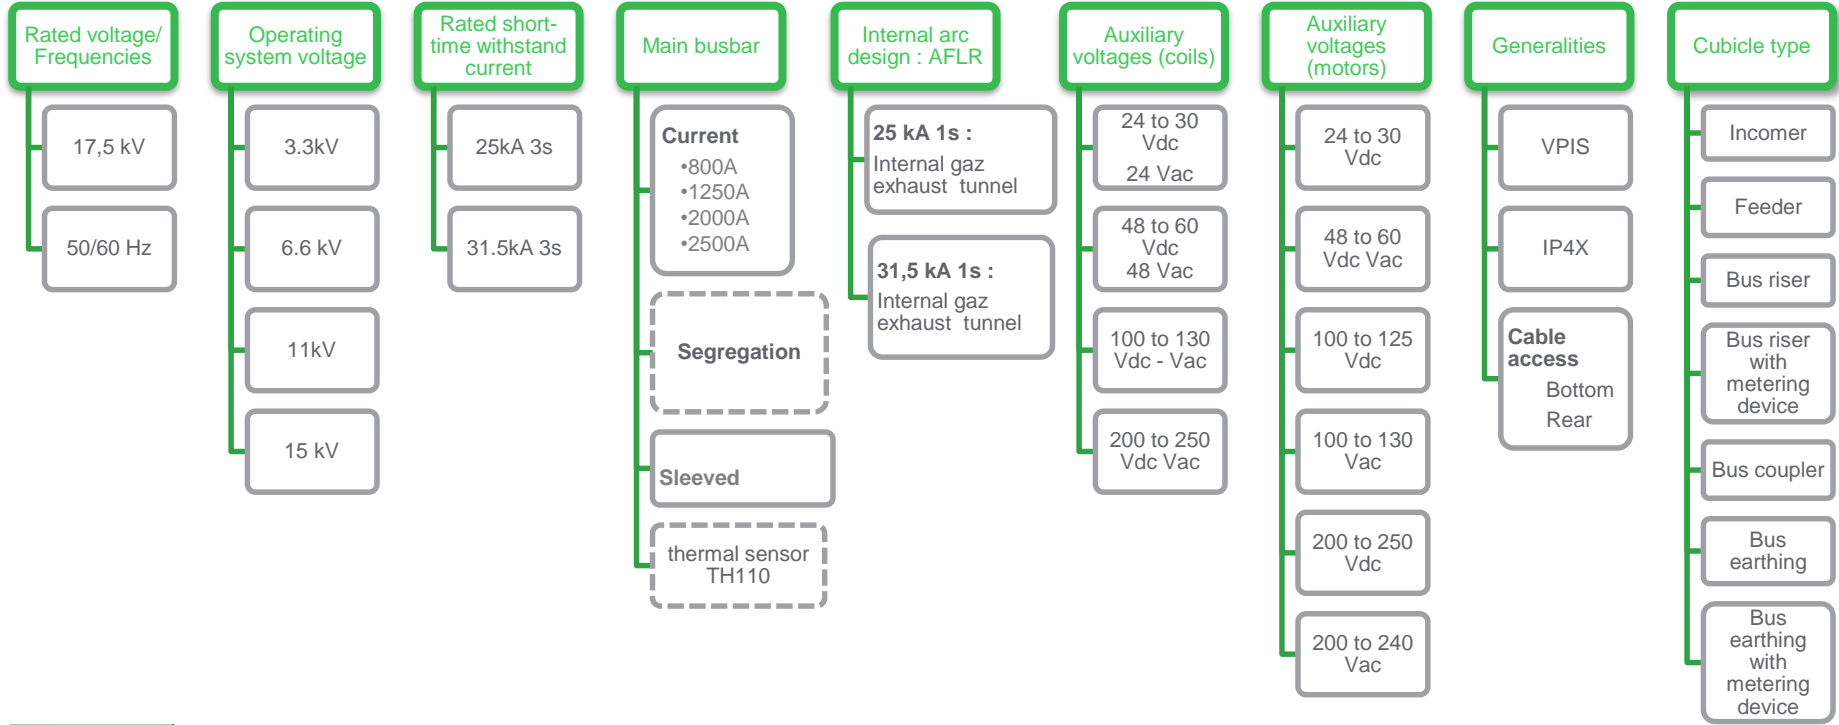 Rated voltage/
Frequencies
17,5 kV
50/60 Hz
Operating
system voltage
3.3kV
6.6 kV
11kV
15 kV
Rated short-
time withstand
current
25kA 3s
31.5kA 3s
Main busbar
Current
•800A
•1250A
•2000A
•2500A
Segregation
Sleeved
thermal sensor
TH110
Internal arc
design : AFLR
25 kA 1s :
Internal gaz
exhaust tunnel
31,5 kA 1s :
Internal gaz
exhaust tunnel
Auxiliary
voltages (coils)
24 to 30
Vdc
24 Vac
48 to 60
Vdc
48 Vac
100 to 130
Vdc - Vac
200 to 250
Vdc Vac
Auxiliary
voltages
(motors)
24 to 30
Vdc
48 to 60
Vdc Vac
100 to 125
Vdc
100 to 130
Vac
200 to 250
Vdc
200 to 240
Vac
Generalities
VPIS
IP4X
Cable
access
Bottom
Rear
Cubicle type
Incomer
Feeder
Bus riser
Bus riser
with
metering
device
Bus coupler
Bus
earthing
Bus
earthing
with
metering
device